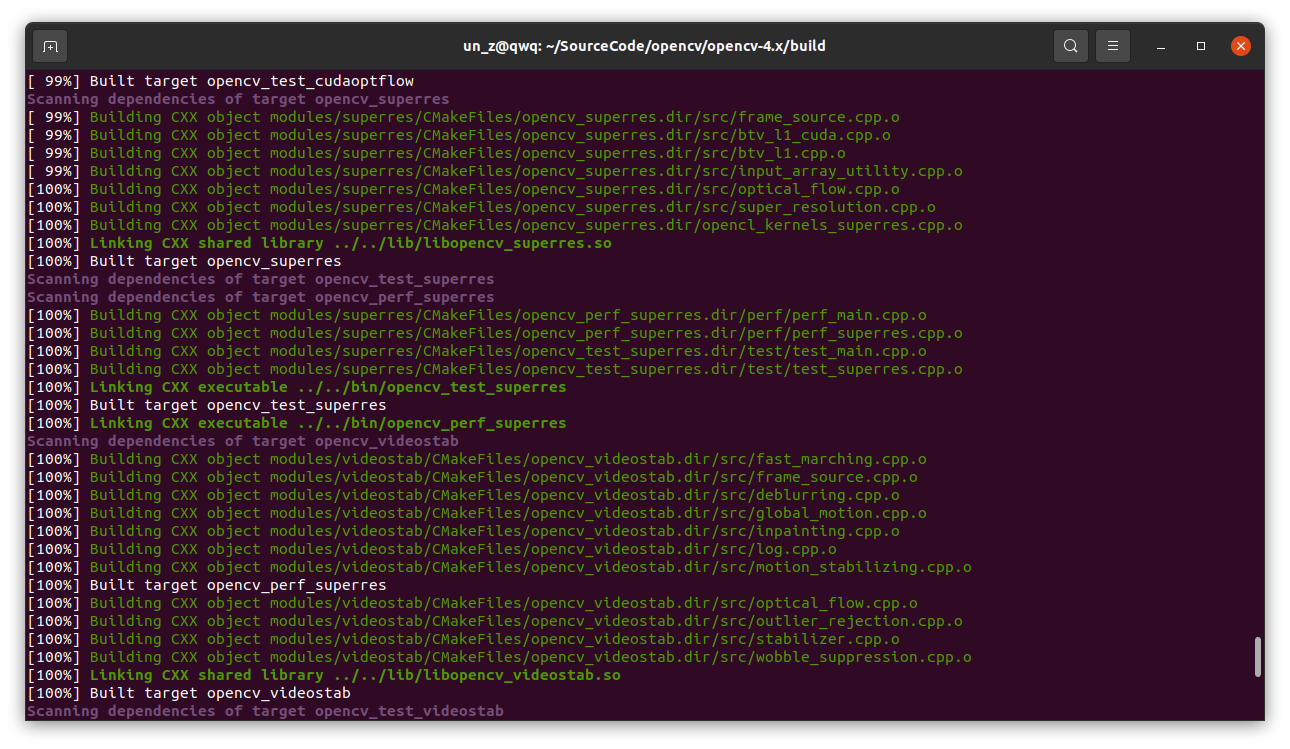 un_z@qwq: ~/SourceCode/opencv/opencv-4.x/build
[ 99%] Built target opencv_test_cudaoptflow
Scanning dependencies of target opencv_superres
[ 99%] Building CXX object modules/superres/CMakeFiles/opencv_superres.dir/src/frame_source.cpp.o
[ 99%] Building CXX object modules/superres/CMakeFiles/opencv_superres.dir/src/btv_l1_cuda.cpp.o
[ 99%] Building CXX object modules/superres/CMakeFiles/opencv_superres.dir/src/btv_l1.cpp.o
[ 99%] Building CXX object modules/superres/CMakeFiles/opencv_superres.dir/src/input_array_utility.cpp.o
[100%] Building CXX object modules/superres/CMakeFiles/opencv_superres.dir/src/optical_flow.cpp.o
[100%] Building CXX object modules/superres/CMakeFiles/opencv_superres.dir/src/super_resolution.cpp.o
[100%] Building CXX object modules/superres/CMakeFiles/opencv_superres.dir/opencl_kernels_superres.cpp.o
[100%] Linking CXX shared library ../../lib/libopencv_superres.so
[100%] Built target opencv_superres
Scanning dependencies of target opencv_test_superres
Scanning dependencies of target opencv_perf_superres
[100%] Building CXX object modules/superres/CMakeFiles/opencv_perf_superres.dir/perf/perf_main.cpp.o
[100%] Building CXX object modules/superres/CMakeFiles/opencv_perf_superres.dir/perf/perf_superres.cpp.o
[100%] Building CXX object modules/superres/CMakeFiles/opencv_test_superres.dir/test/test_main.cpp.o
[100%] Building CXX object modules/superres/CMakeFiles/opencv_test_superres.dir/test/test_superres.cpp.o
[100%] Linking CXX executable ../../bin/opencv_test_superres
[100%] Built target opencv_test_superres
[100%] Linking CXX executable ../../bin/opencv_perf_superres
Scanning dependencies of target opencv_videostab
[100%] Building CXX object modules/videostab/CMakeFiles/opencv_videostab.dir/src/fast_marching.cpp.o
[100%] Building CXX object modules/videostab/CMakeFiles/opencv_videostab.dir/src/frame_source.cpp.o
[100%] Building CXX object modules/videostab/CMakeFiles/opencv_videostab.dir/src/deblurring.cpp.o
[100%] Building CXX object modules/videostab/CMakeFiles/opencv_videostab.dir/src/global_motion.cpp.o
[100%] Building CXX object modules/videostab/CMakeFiles/opencv_videostab.dir/src/inpainting.cpp.o
[100%] Building CXX object modules/videostab/CMakeFiles/opencv_videostab.dir/src/log.cpp.o
[100%] Building CXX object modules/videostab/CMakeFiles/opencv_videostab.dir/src/motion_stabilizing.cpp.o
[100%] Built target opencv_perf_superres
[100%] Building CXX object modules/videostab/CMakeFiles/opencv_videostab.dir/src/optical_flow.cpp.o
[100%] Building CXX object modules/videostab/CMakeFiles/opencv_videostab.dir/src/outlier_rejection.cpp.o
[100%] Building CXX object modules/videostab/CMakeFiles/opencv_videostab.dir/src/stabilizer.cpp.o
[100%] Building CXX object modules/videostab/CMakeFiles/opencv_videostab.dir/src/wobble_suppression.cpp.o
[100%] Linking CXX shared library ../../lib/libopencv_videostab.so
[100%] Built target opencv_videostab
Scanning dependencies of target opencv_test_videostab